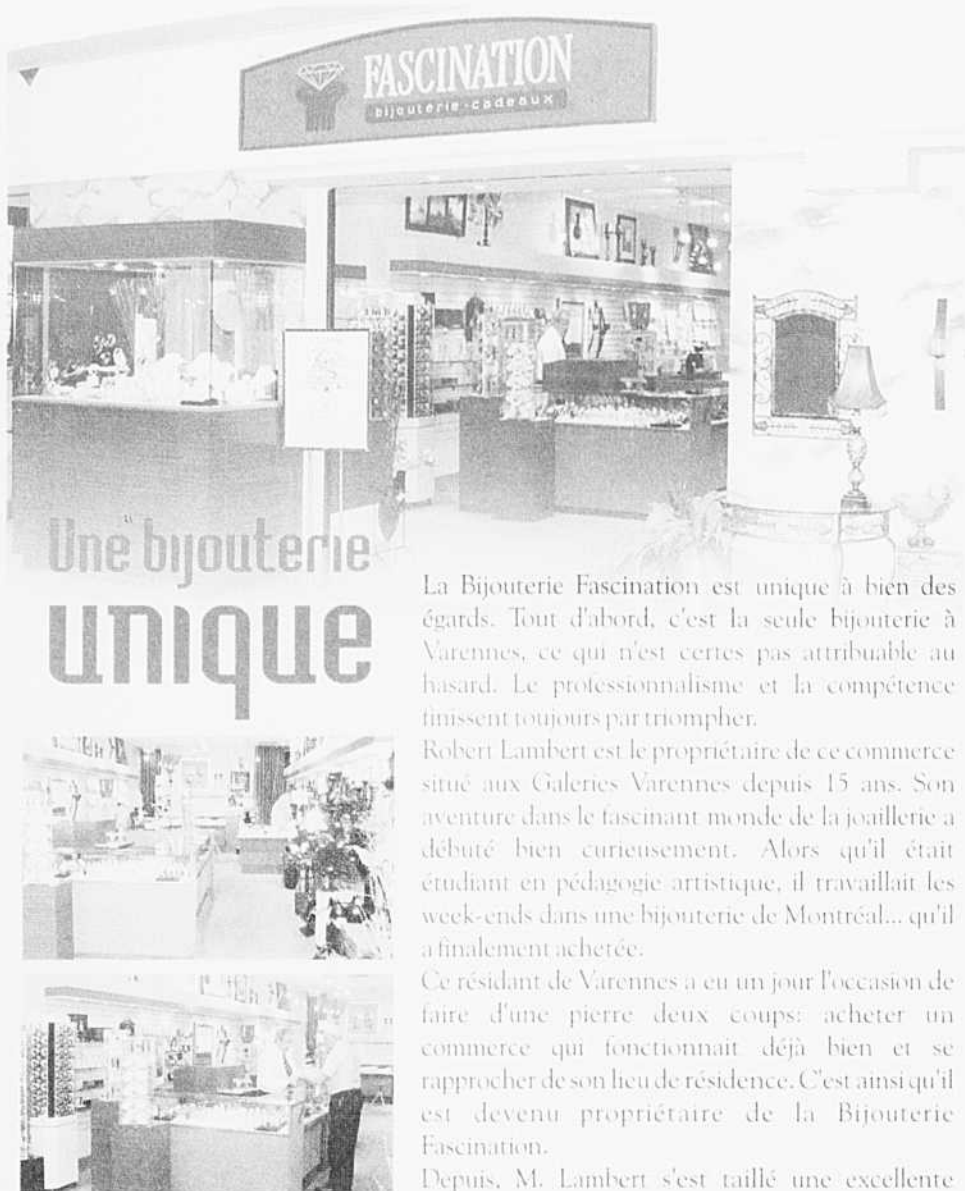 FASCINATION
bijouterie-cadeaux
Une bijouterie
unique
La Bijouterie Fascination est unique à bien des
égards. Tout d'abord, c'est la seule bijouterie à
Varennes, ce qui n'est certes pas attribuable au
hasard. Le professionnalisme et la compétence
finissent toujours par triompher.
Robert Lambert est le propriétaire de ce commerce
situé aux Galeries Varennes depuis 15 ans. Son
aventure dans le fascinant monde de la joaillerie a
débuté bien curieusement. Alors qu'il était
étudiant en pédagogie artistique, il travaillait les
week-ends dans une bijouterie de Montréal... qu'il
a finalement achetée.
Ce résidant de Varennes a eu un jour l'occasion de
faire d'une pierre deux coups: acheter un
commerce qui fonctionnait déjà bien et se
rapprocher de son lieu de résidence. C'est ainsi qu'il
est devenu propriétaire de la Bijouterie
Fascination.
Depuis, M. Lambert s'est taillé une excellente